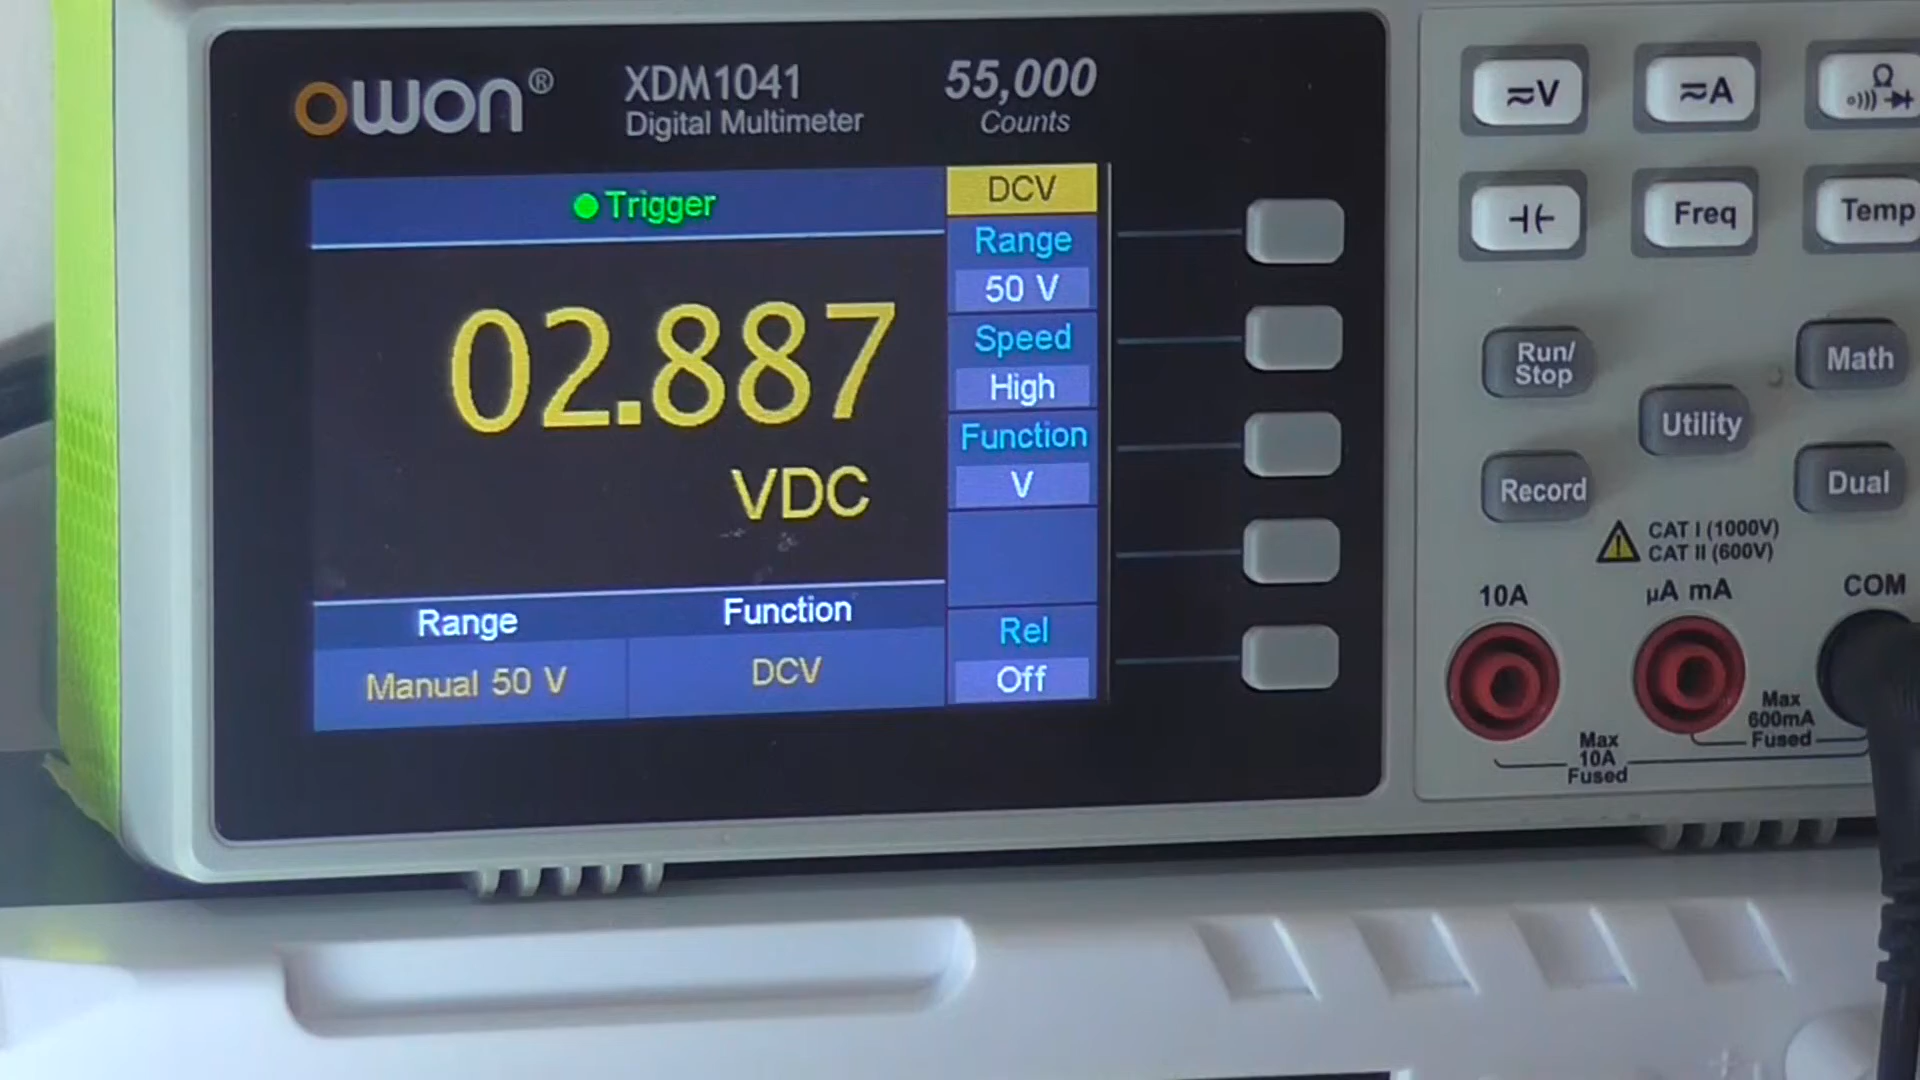 owon®
XDM1041
Digital Multimeter
55,000
Counts
Trigger
02.887
VDC
Range
Manual 50 V
Function
DCV
DCV
Range
50 V
Speed
High
Function
V
Rel
Off
≂V
≂A
Ω
Freq
Temp
Run/
Stop
Utility
Math
Record
Dual
CAT I (1000V)
CAT II (600V)
10A
µA mA
COM
Max
10A
Fused
Max
600mA
Fused